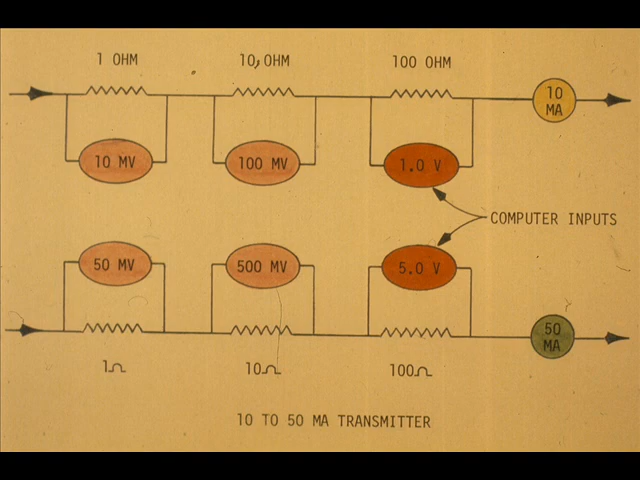 1 OHM
10 OHM
100 OHM
10 MV
100 MV
1.0 V
10
MA
COMPUTER INPUTS
50 MV
500 MV
5.0 V
50
MA
1Ω
10Ω
100Ω
10 TO 50 MA TRANSMITTER